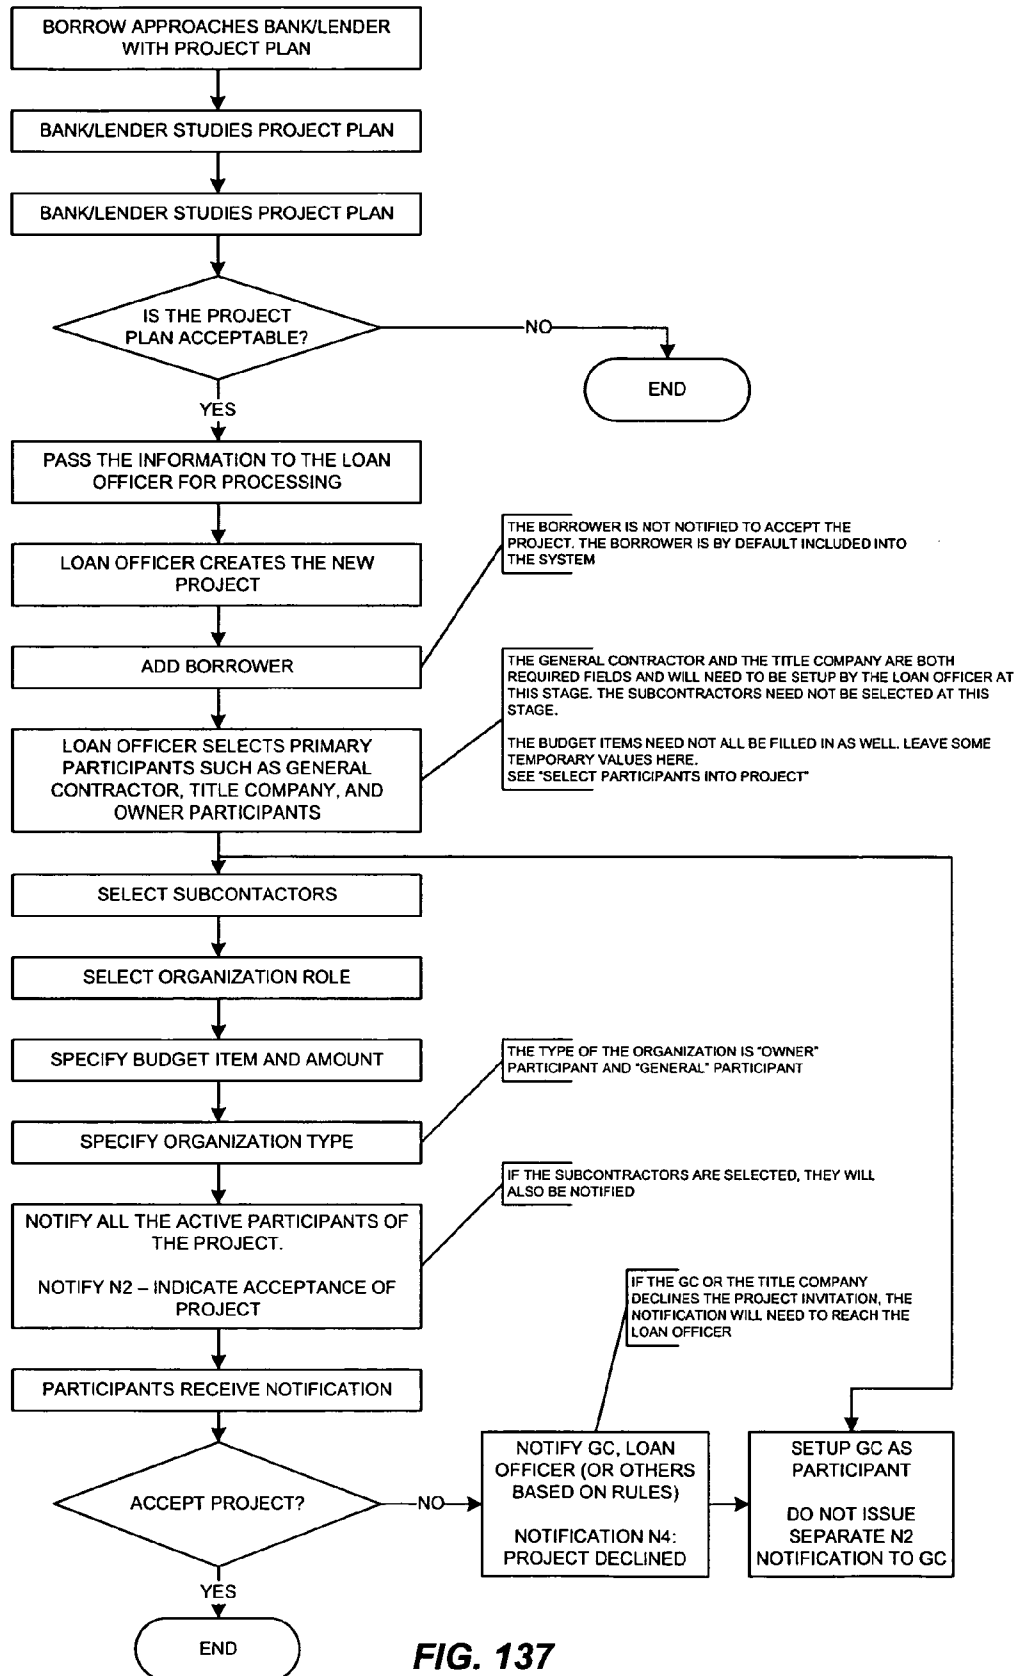 BORROW APPROACHES BANK/LENDER
WITH PROJECT PLAN
BANK/LENDER STUDIES PROJECT PLAN
BANK/LENDER STUDIES PROJECT PLAN
IS THE PROJECT
PLAN ACCEPTABLE?
NO
END
YES
PASS THE INFORMATION TO THE LOAN
OFFICER FOR PROCESSING
LOAN OFFICER CREATES THE NEW
PROJECT
THE BORROWER IS NOT NOTIFIED TO ACCEPT THE
PROJECT. THE BORROWER IS BY DEFAULT INCLUDED INTO
THE SYSTEM
ADD BORROWER
THE GENERAL CONTRACTOR AND THE TITLE COMPANY ARE BOTH
REQUIRED FIELDS AND WILL NEED TO BE SETUP BY THE LOAN OFFICER AT
THIS STAGE. THE SUBCONTRACTORS NEED NOT BE SELECTED AT THIS
STAGE.
THE BUDGET ITEMS NEED NOT ALL BE FILLED IN AS WELL. LEAVE SOME
TEMPORARY VALUES HERE.
SEE "SELECT PARTICIPANTS INTO PROJECT"
LOAN OFFICER SELECTS PRIMARY
PARTICIPANTS SUCH AS GENERAL
CONTRACTOR, TITLE COMPANY, AND
OWNER PARTICIPANTS
SELECT SUBCONTACTORS
SELECT ORGANIZATION ROLE
SPECIFY BUDGET ITEM AND AMOUNT
THE TYPE OF THE ORGANIZATION IS "OWNER"
PARTICIPANT AND "GENERAL" PARTICIPANT
SPECIFY ORGANIZATION TYPE
IF THE SUBCONTRACTORS ARE SELECTED, THEY WILL
ALSO BE NOTIFIED
NOTIFY ALL THE ACTIVE PARTICIPANTS OF
THE PROJECT.
NOTIFY N2 – INDICATE ACCEPTANCE OF
PROJECT
IF THE GC OR THE TITLE COMPANY
DECLINES THE PROJECT INVITATION, THE
NOTIFICATION WILL NEED TO REACH THE
LOAN OFFICER
PARTICIPANTS RECEIVE NOTIFICATION
ACCEPT PROJECT?
NO
NOTIFY GC, LOAN
OFFICER (OR OTHERS
BASED ON RULES)
NOTIFICATION N4:
PROJECT DECLINED
SETUP GC AS
PARTICIPANT
DO NOT ISSUE
SEPARATE N2
NOTIFICATION TO GC
YES
END
FIG. 137